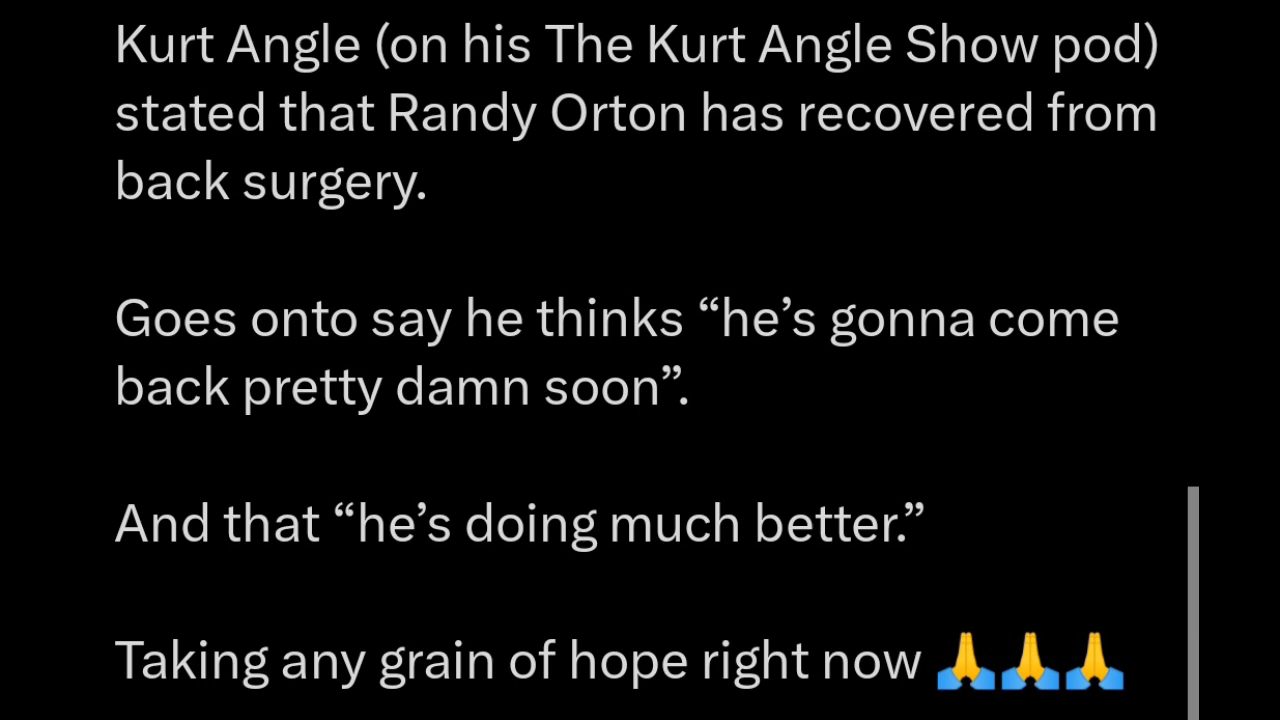 Kurt Angle (on his The Kurt Angle Show pod)
stated that Randy Orton has recovered from
back surgery.
Goes onto say he thinks “he’s gonna come
back pretty damn soon”.
And that “he’s doing much better.”
Taking any grain of hope right now 🙏🙏🙏